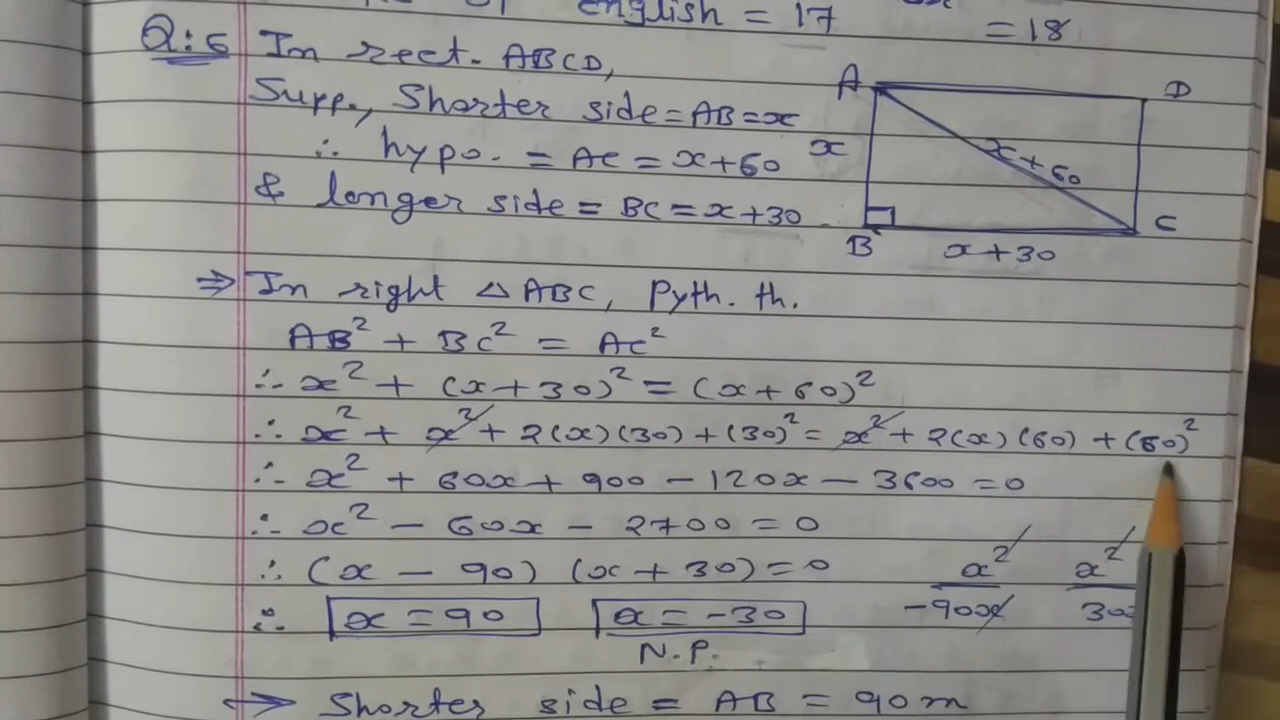 english = 17
= 18
Q:6 In rect. ABCD,
Supp., Shorter side = AB = x
∴ hypo. = AC = x+60
& longer side = BC = x+30
A
D
x
x+60
B
C
x+30
⇒ In right △ ABC, Pyth. th.
AB² + BC² = AC²
∴ x² + (x+30)² = (x+60)²
∴ x² + x² + 2(x)(30) + (30)² = x² + 2(x)(60) + (60)²
∴ x² + 60x + 900 - 120x - 3600 = 0
∴ x² - 60x - 2700 = 0
∴ (x - 90) (x + 30) = 0
x² x²
-90x 30
∴ x = 90 x = -30
N.P.
→ Shorter side = AB = 90m